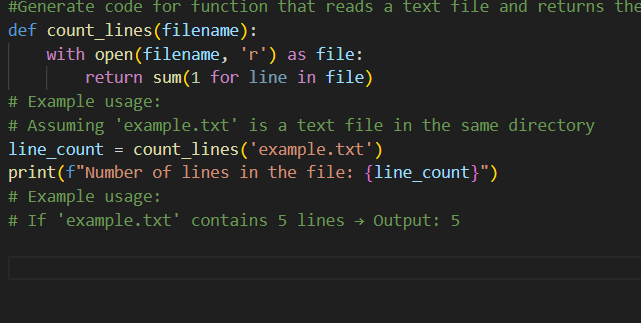 #Generate code for function that reads a text file and returns the
def count_lines(filename):
    with open(filename, 'r') as file:
        return sum(1 for line in file)
# Example usage:
# Assuming 'example.txt' is a text file in the same directory
line_count = count_lines('example.txt')
print(f"Number of lines in the file: {line_count}")
# Example usage:
# If 'example.txt' contains 5 lines → Output: 5